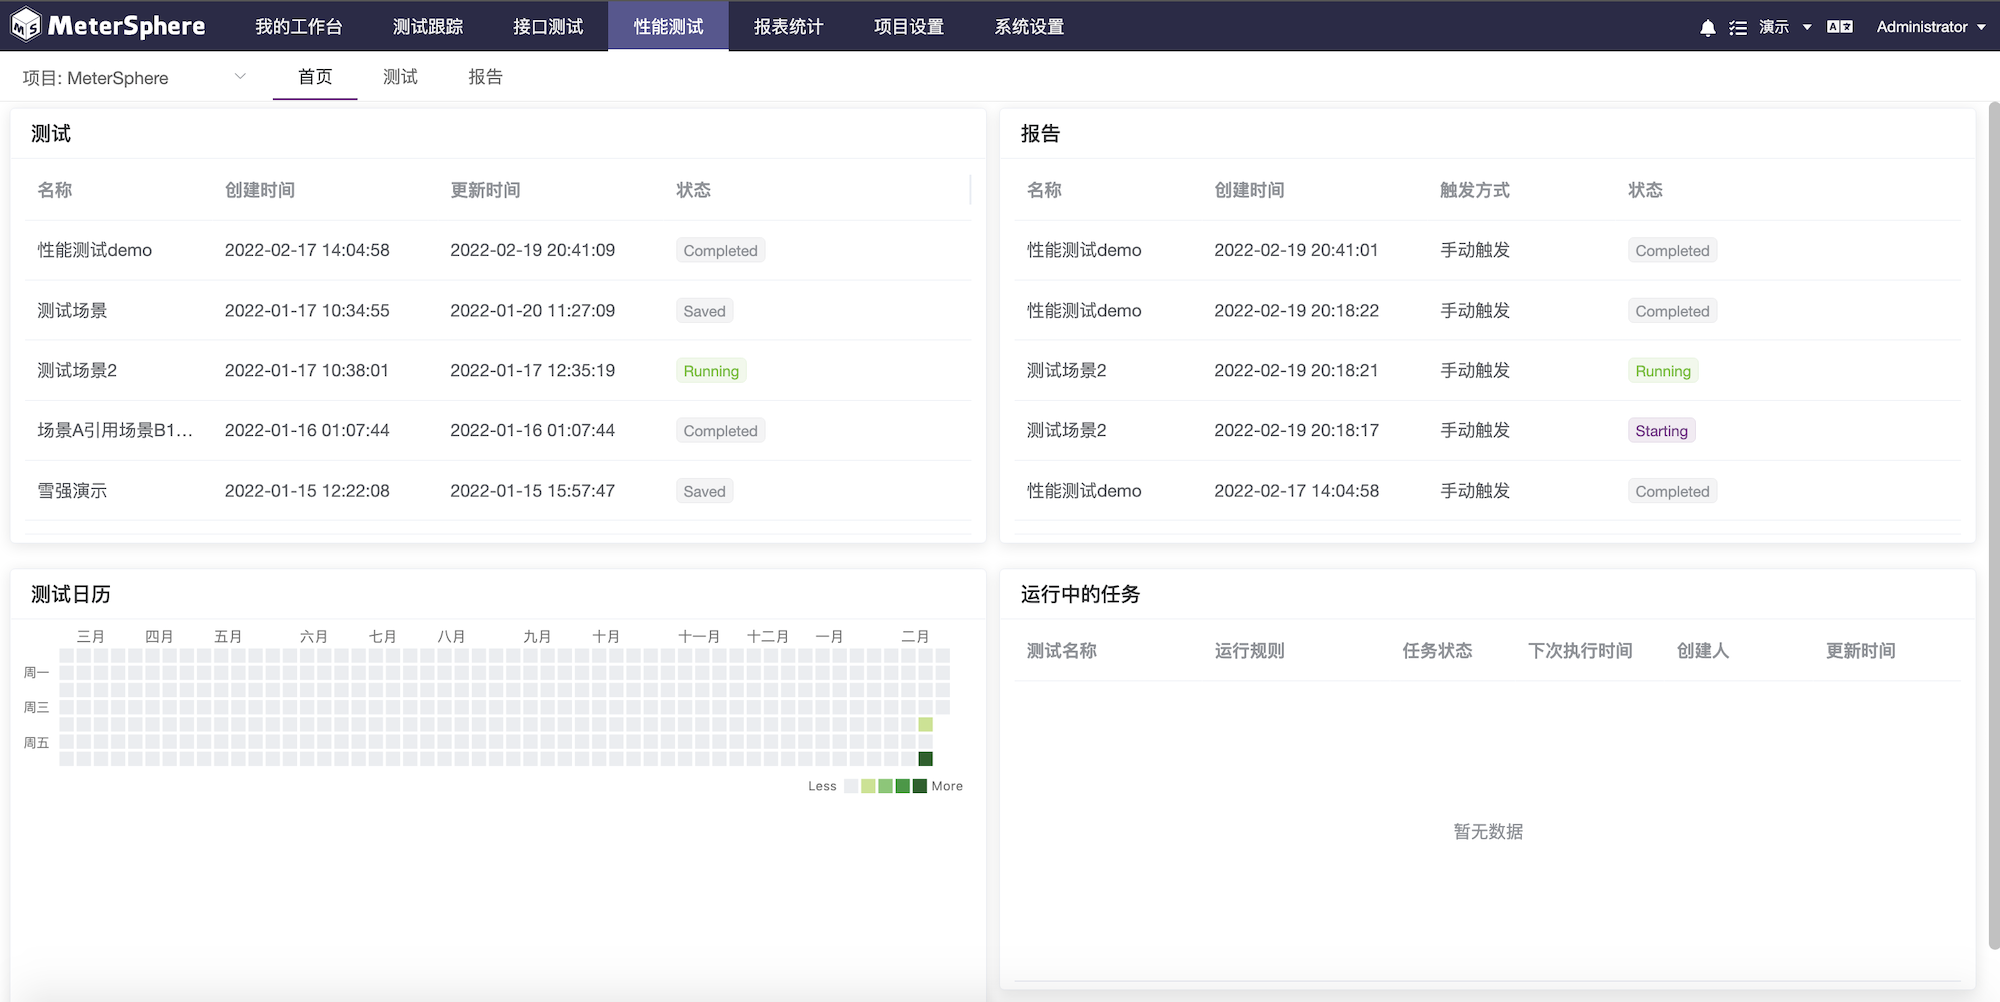 MeterSphere 我的工作台 测试跟踪 接口测试 性能测试 报表统计 项目设置 系统设置 演示 Administrator
项目: MeterSphere 首页 测试 报告
测试
名称 创建时间 更新时间 状态
性能测试demo 2022-02-17 14:04:58 2022-02-19 20:41:09 Completed
测试场景 2022-01-17 10:34:55 2022-01-20 11:27:09 Saved
测试场景2 2022-01-17 10:38:01 2022-01-17 12:35:19 Running
场景A引用场景B1... 2022-01-16 01:07:44 2022-01-16 01:07:44 Completed
雪强演示 2022-01-15 12:22:08 2022-01-15 15:57:47 Saved
报告
名称 创建时间 触发方式 状态
性能测试demo 2022-02-19 20:41:01 手动触发 Completed
性能测试demo 2022-02-19 20:18:22 手动触发 Completed
测试场景2 2022-02-19 20:18:21 手动触发 Running
测试场景2 2022-02-19 20:18:17 手动触发 Starting
性能测试demo 2022-02-17 14:04:58 手动触发 Completed
测试日历
三月 四月 五月 六月 七月 八月 九月 十月 十一月 十二月 一月 二月
周一
周三
周五
Less More
运行中的任务
测试名称 运行规则 任务状态 下次执行时间 创建人 更新时间
暂无数据